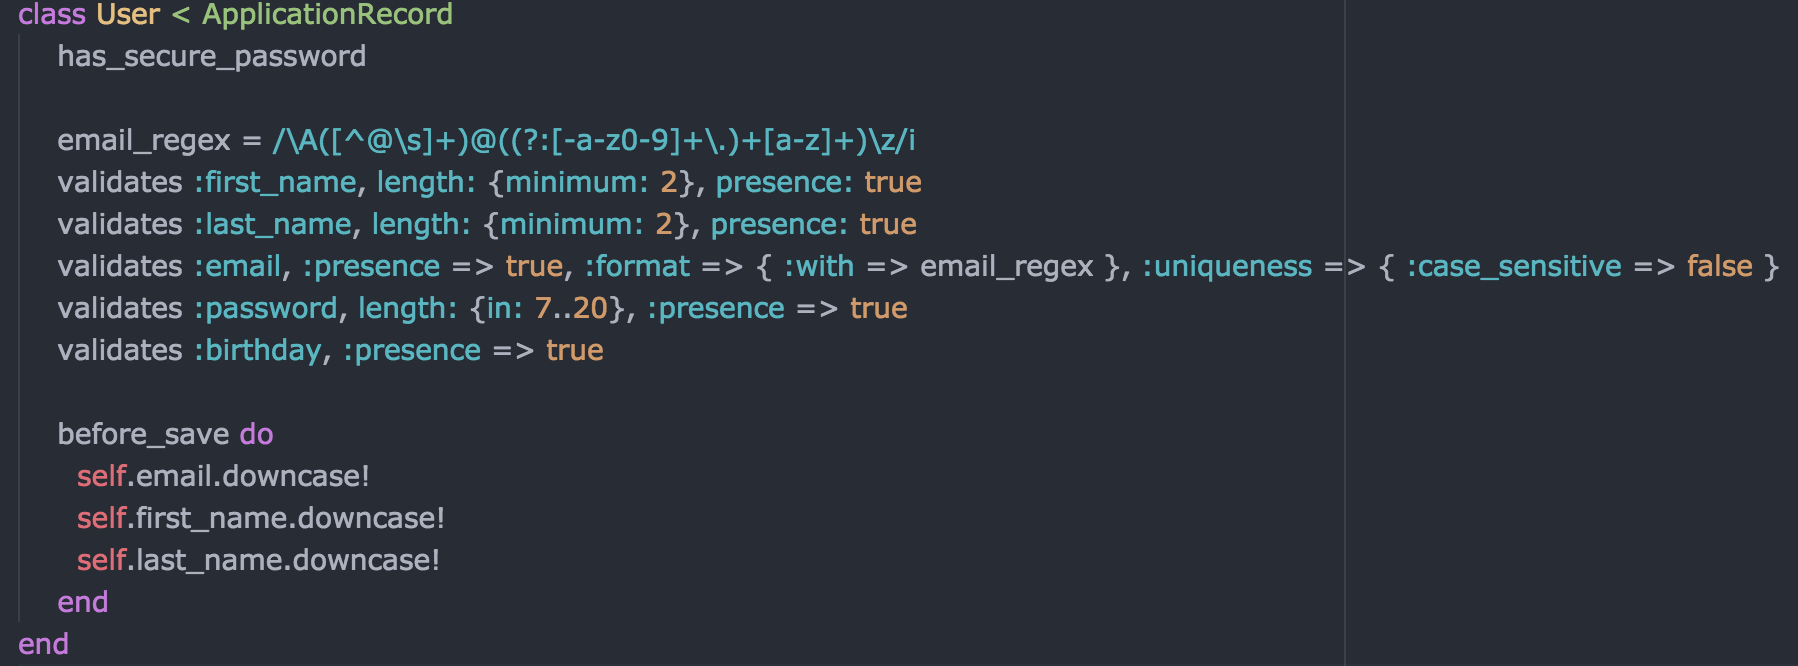 class User < ApplicationRecord
has_secure_password
email_regex = /\A([^@\s]+)@((?:[-a-z0-9]+\.)+[a-z]+)\z/i
validates :first_name, length: {minimum: 2}, presence: true
validates :last_name, length: {minimum: 2}, presence: true
validates :email, :presence => true, :format => { :with => email_regex }, :uniqueness => { :case_sensitive => false }
validates :password, length: {in: 7..20}, :presence => true
validates :birthday, :presence => true
before_save do
self.email.downcase!
self.first_name.downcase!
self.last_name.downcase!
end
end